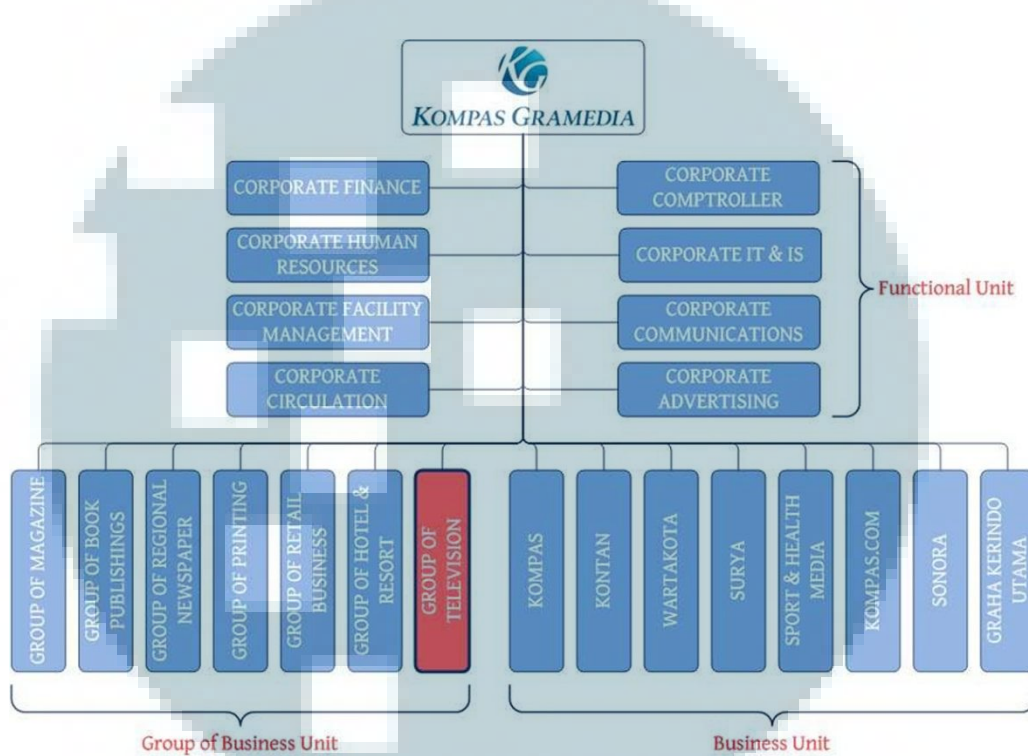 KG
KOMPAS GRAMEDIA
CORPORATE FINANCE
CORPORATE
COMPTROLLER
CORPORATE HUMAN
RESOURCES
CORPORATE IT & IS
Functional Unit
CORPORATE FACILITY
MANAGEMENT
CORPORATE
COMMUNICATIONS
CORPORATE
CIRCULATION
CORPORATE
ADVERTISING
GROUP OF MAGAZINE
GROUP OF BOOK
PUBLISHINGS
GROUP OF REGIONAL
NEWSPAPER
GROUP OF PRINTING
GROUP OF RETAIL
BUSINESS
GROUP OF HOTEL &
RESORT
GROUP OF
TELEVISION
KOMPAS
KONTAN
WARTAKOTA
SURYA
SPORT & HEALTH
MEDIA
KOMPAS.COM
SONORA
GRAHA KERINDO
UTAMA
Group of Business Unit
Business Unit